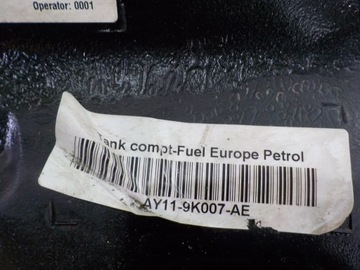 Operator: 0001
Tank compt-Fuel Europe Petrol
AY11-9K007-AE